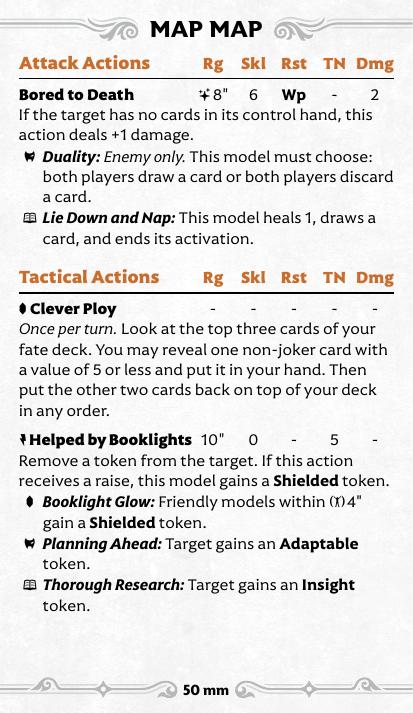 MAP MAP
Attack Actions Rg Skl Rst TN Dmg
Bored to Death 8" 6 Wp - 2
If the target has no cards in its control hand, this
action deals +1 damage.
Duality: Enemy only. This model must choose:
both players draw a card or both players discard
a card.
Lie Down and Nap: This model heals 1, draws a
card, and ends its activation.
Tactical Actions Rg Skl Rst TN Dmg
Clever Ploy - - - - -
Once per turn. Look at the top three cards of your
fate deck. You may reveal one non-joker card with
a value of 5 or less and put it in your hand. Then
put the other two cards back on top of your deck
in any order.
Helped by Booklights 10" 0 - 5 -
Remove a token from the target. If this action
receives a raise, this model gains a Shielded token.
Booklight Glow: Friendly models within 4"
gain a Shielded token.
Planning Ahead: Target gains an Adaptable
token.
Thorough Research: Target gains an Insight
token.
50 mm